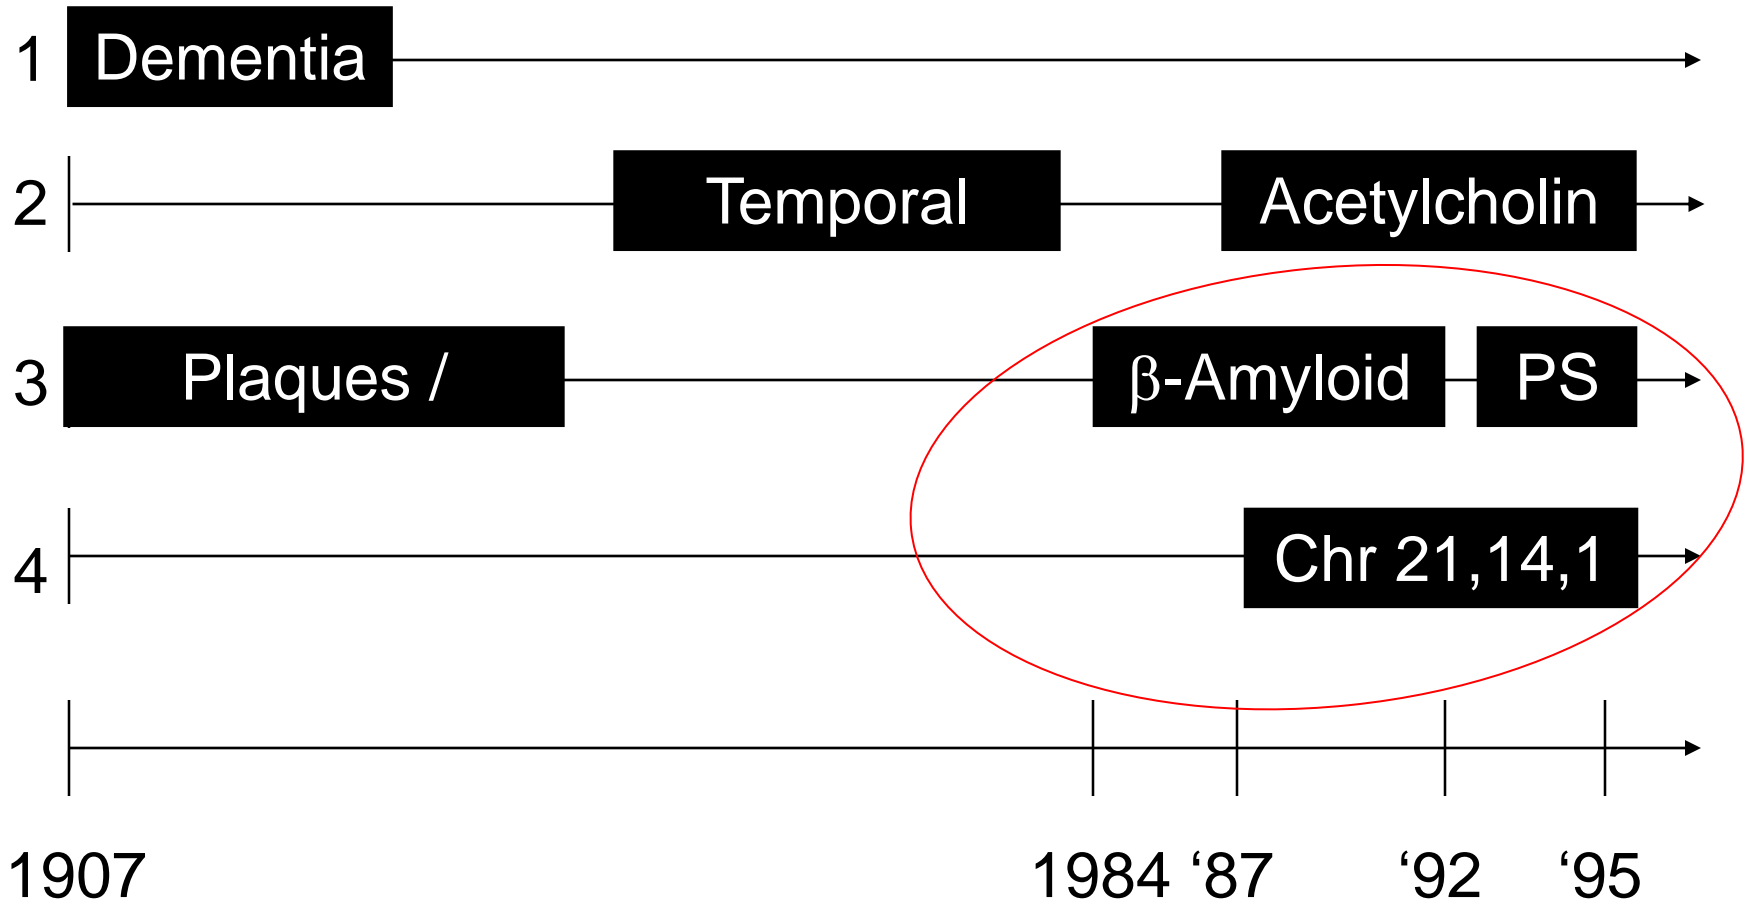 1 Dementia
2 Temporal Acetylcholin
3 Plaques / β-Amyloid PS
4 Chr 21,14,1
1907 1984 ‘87 ‘92 ‘95